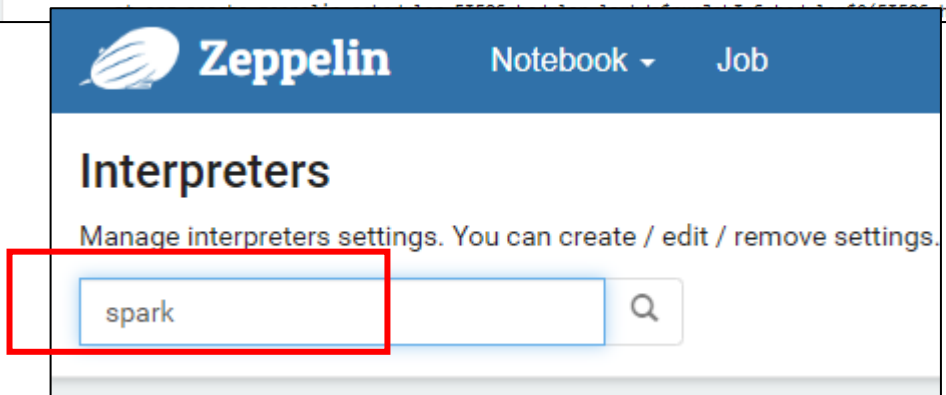 Zeppelin Notebook Job
Interpreters
Manage interpreters settings. You can create / edit / remove settings.
spark